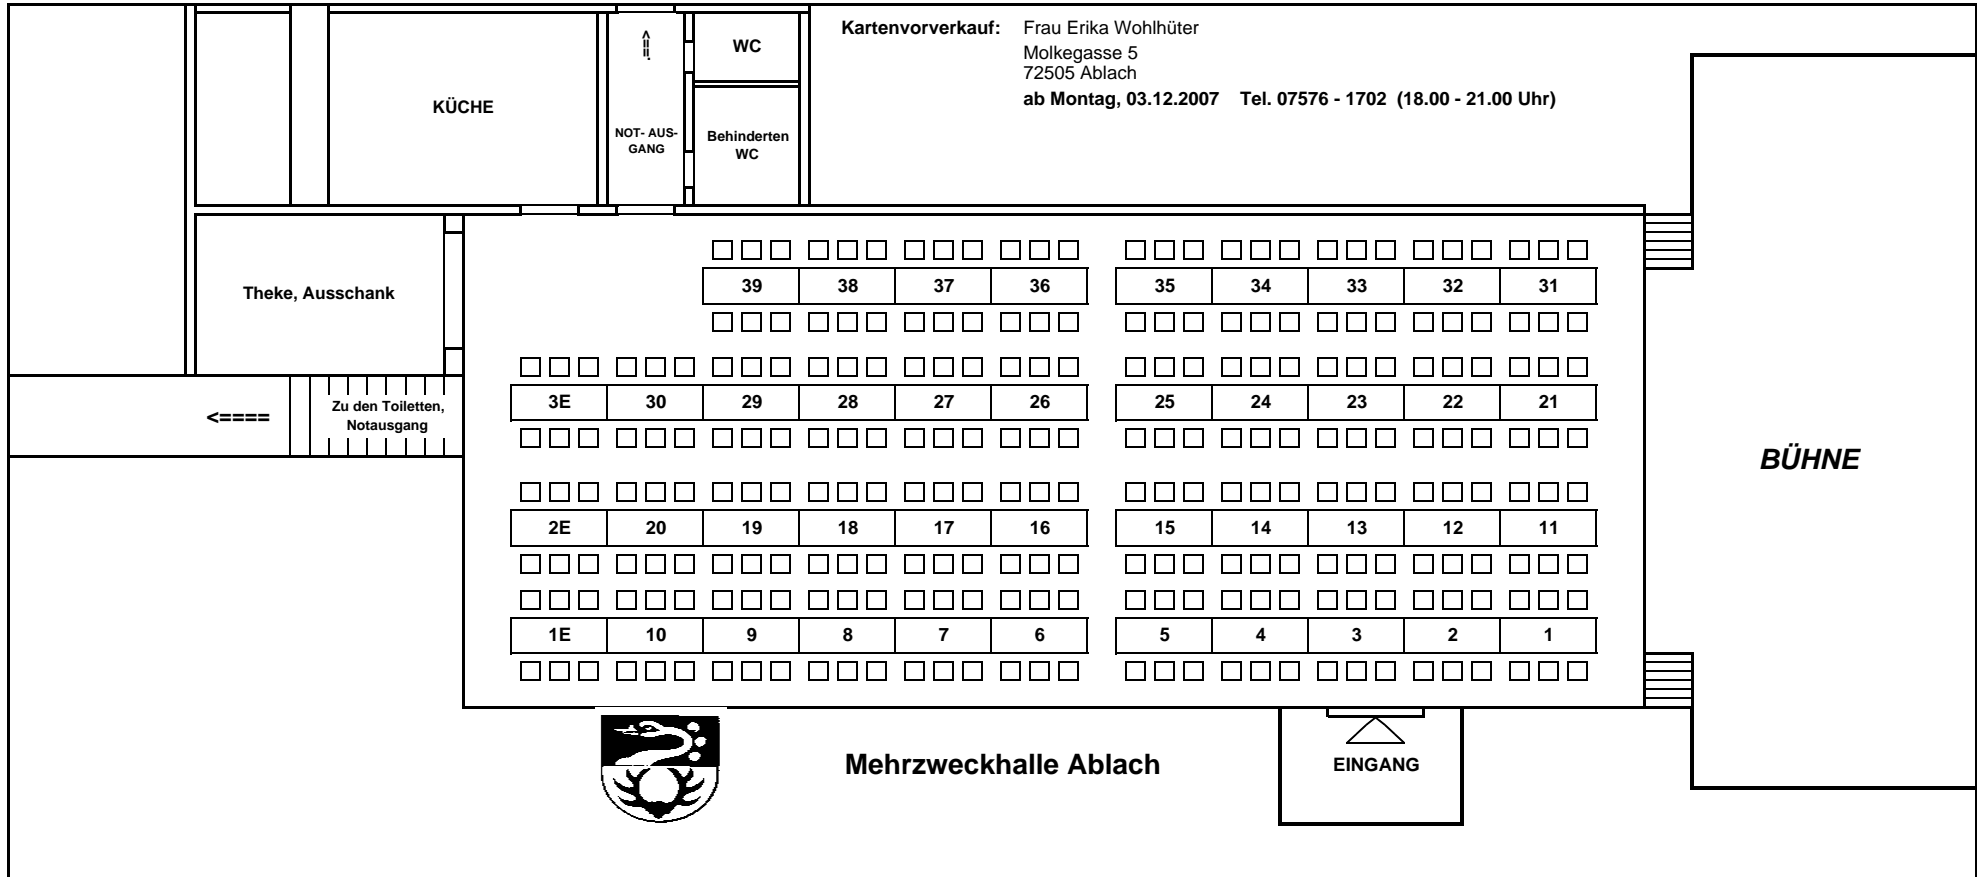 Kartenvorverkauf: Frau Erika Wohlhüter
Molkegasse 5
72505 Ablach
ab Montag, 03.12.2007 Tel. 07576 - 1702 (18.00 - 21.00 Uhr)
<==
WC
KÜCHE
NOT- AUS-
GANG
Behinderten
WC
Theke, Ausschank
39 38 37 36 35 34 33 32 31
3E 30 29 28 27 26 25 24 23 22 21
<====
Zu den Toiletten,
Notausgang
BÜHNE
2E 20 19 18 17 16 15 14 13 12 11
1E 10 9 8 7 6 5 4 3 2 1
Mehrzweckhalle Ablach
EINGANG